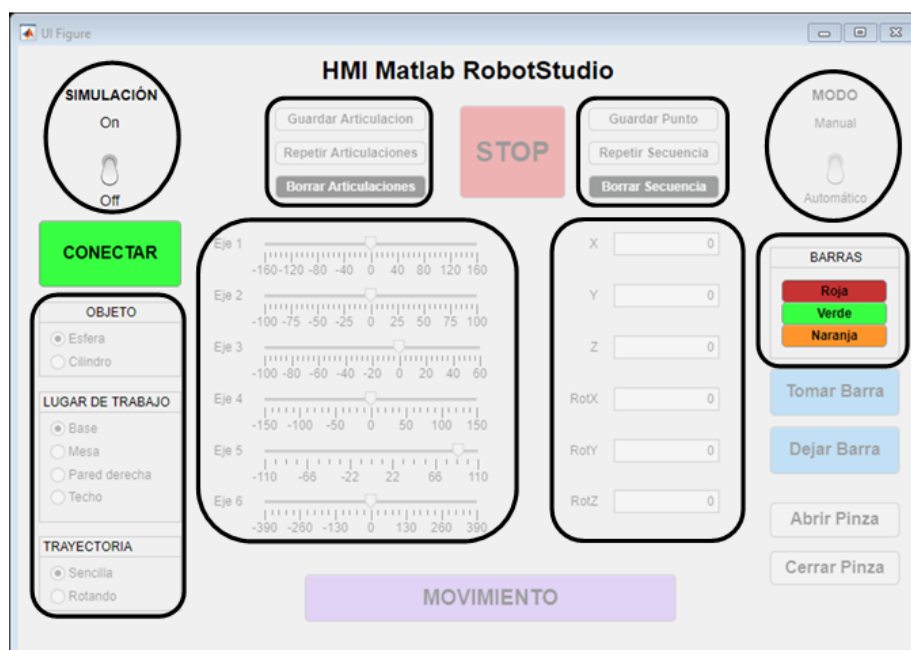 UI Figure
HMI Matlab RobotStudio
SIMULACIÓN
On
Off
CONECTAR
Guardar Articulacion
Repetir Articulaciones
Borrar Articulaciones
STOP
Guardar Punto
Repetir Secuencia
Borrar Secuencia
MODO
Manual
Automático
OBJETO
Esfera
Cilindro
LUGAR DE TRABAJO
Base
Mesa
Pared derecha
Techo
TRAYECTORIA
Sencilla
Rotando
Eje 1
-160 -120 -80 -40 0 40 80 120 160
Eje 2
-100 -75 -50 -25 0 25 50 75 100
Eje 3
-100 -80 -60 -40 -20 0 20 40 60
Eje 4
-150 -100 -50 0 50 100 150
Eje 5
-110 -66 -22 22 66 110
Eje 6
-390 -260 -130 0 130 260 390
X 0
Y 0
Z 0
RotX 0
RotY 0
RotZ 0
BARRAS
Roja
Verde
Naranja
Tomar Barra
Dejar Barra
Abrir Pinza
Cerrar Pinza
MOVIMIENTO